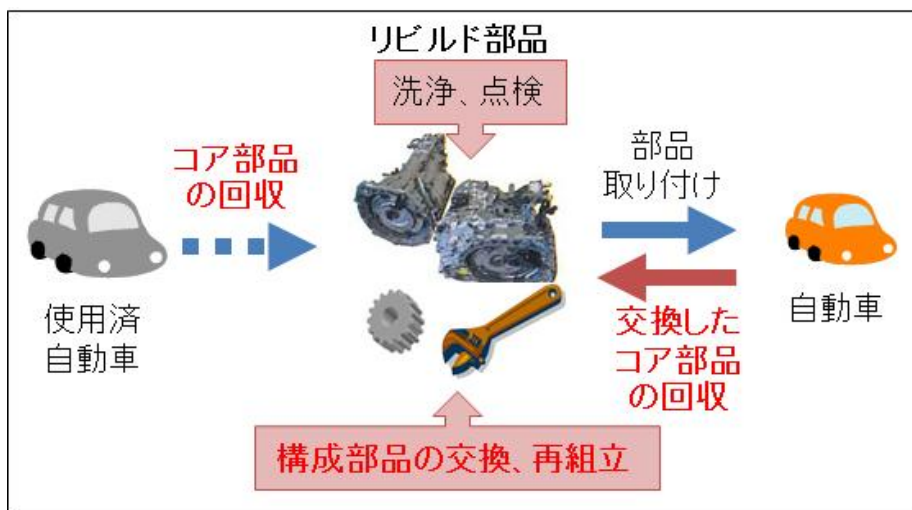 リビルド部品
洗浄、点検
コア部品
の回収
部品
取り付け
使用済
自動車
自動車
交換した
コア部品
の回収
構成部品の交換、再組立